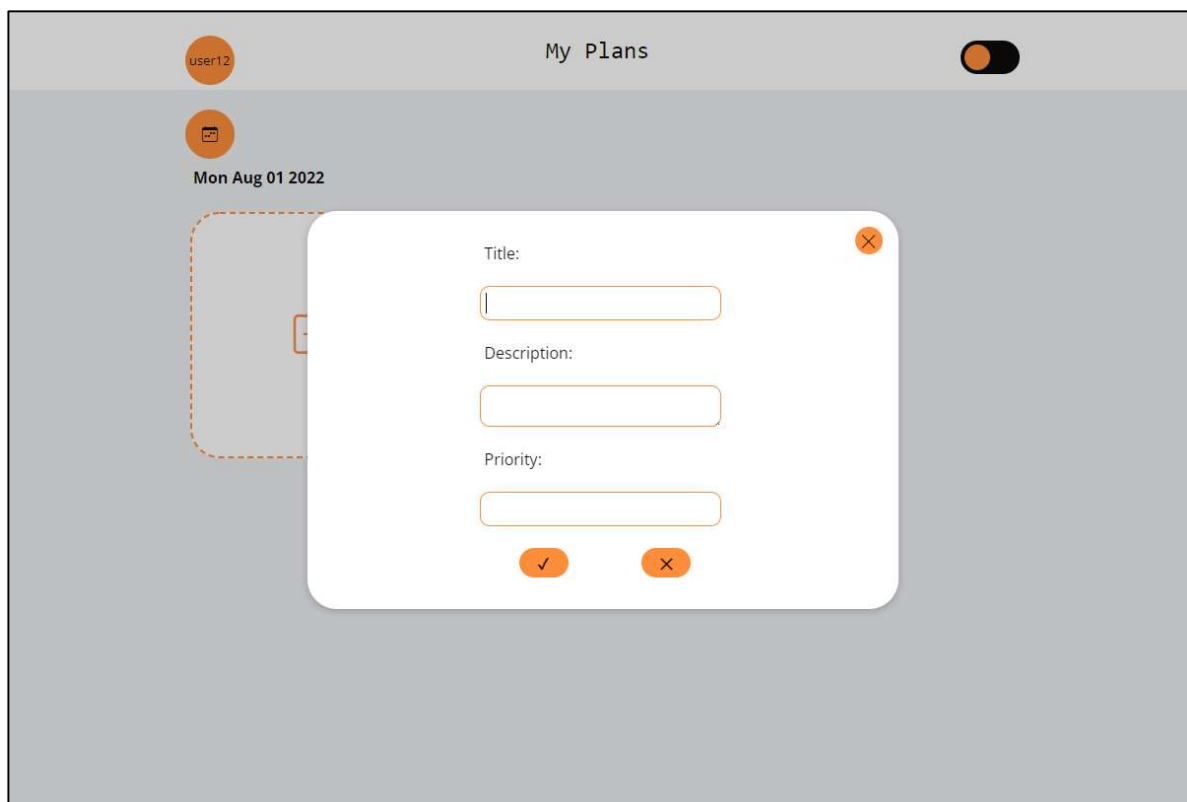 user12
My Plans
Mon Aug 01 2022
Title:
Description:
Priority: